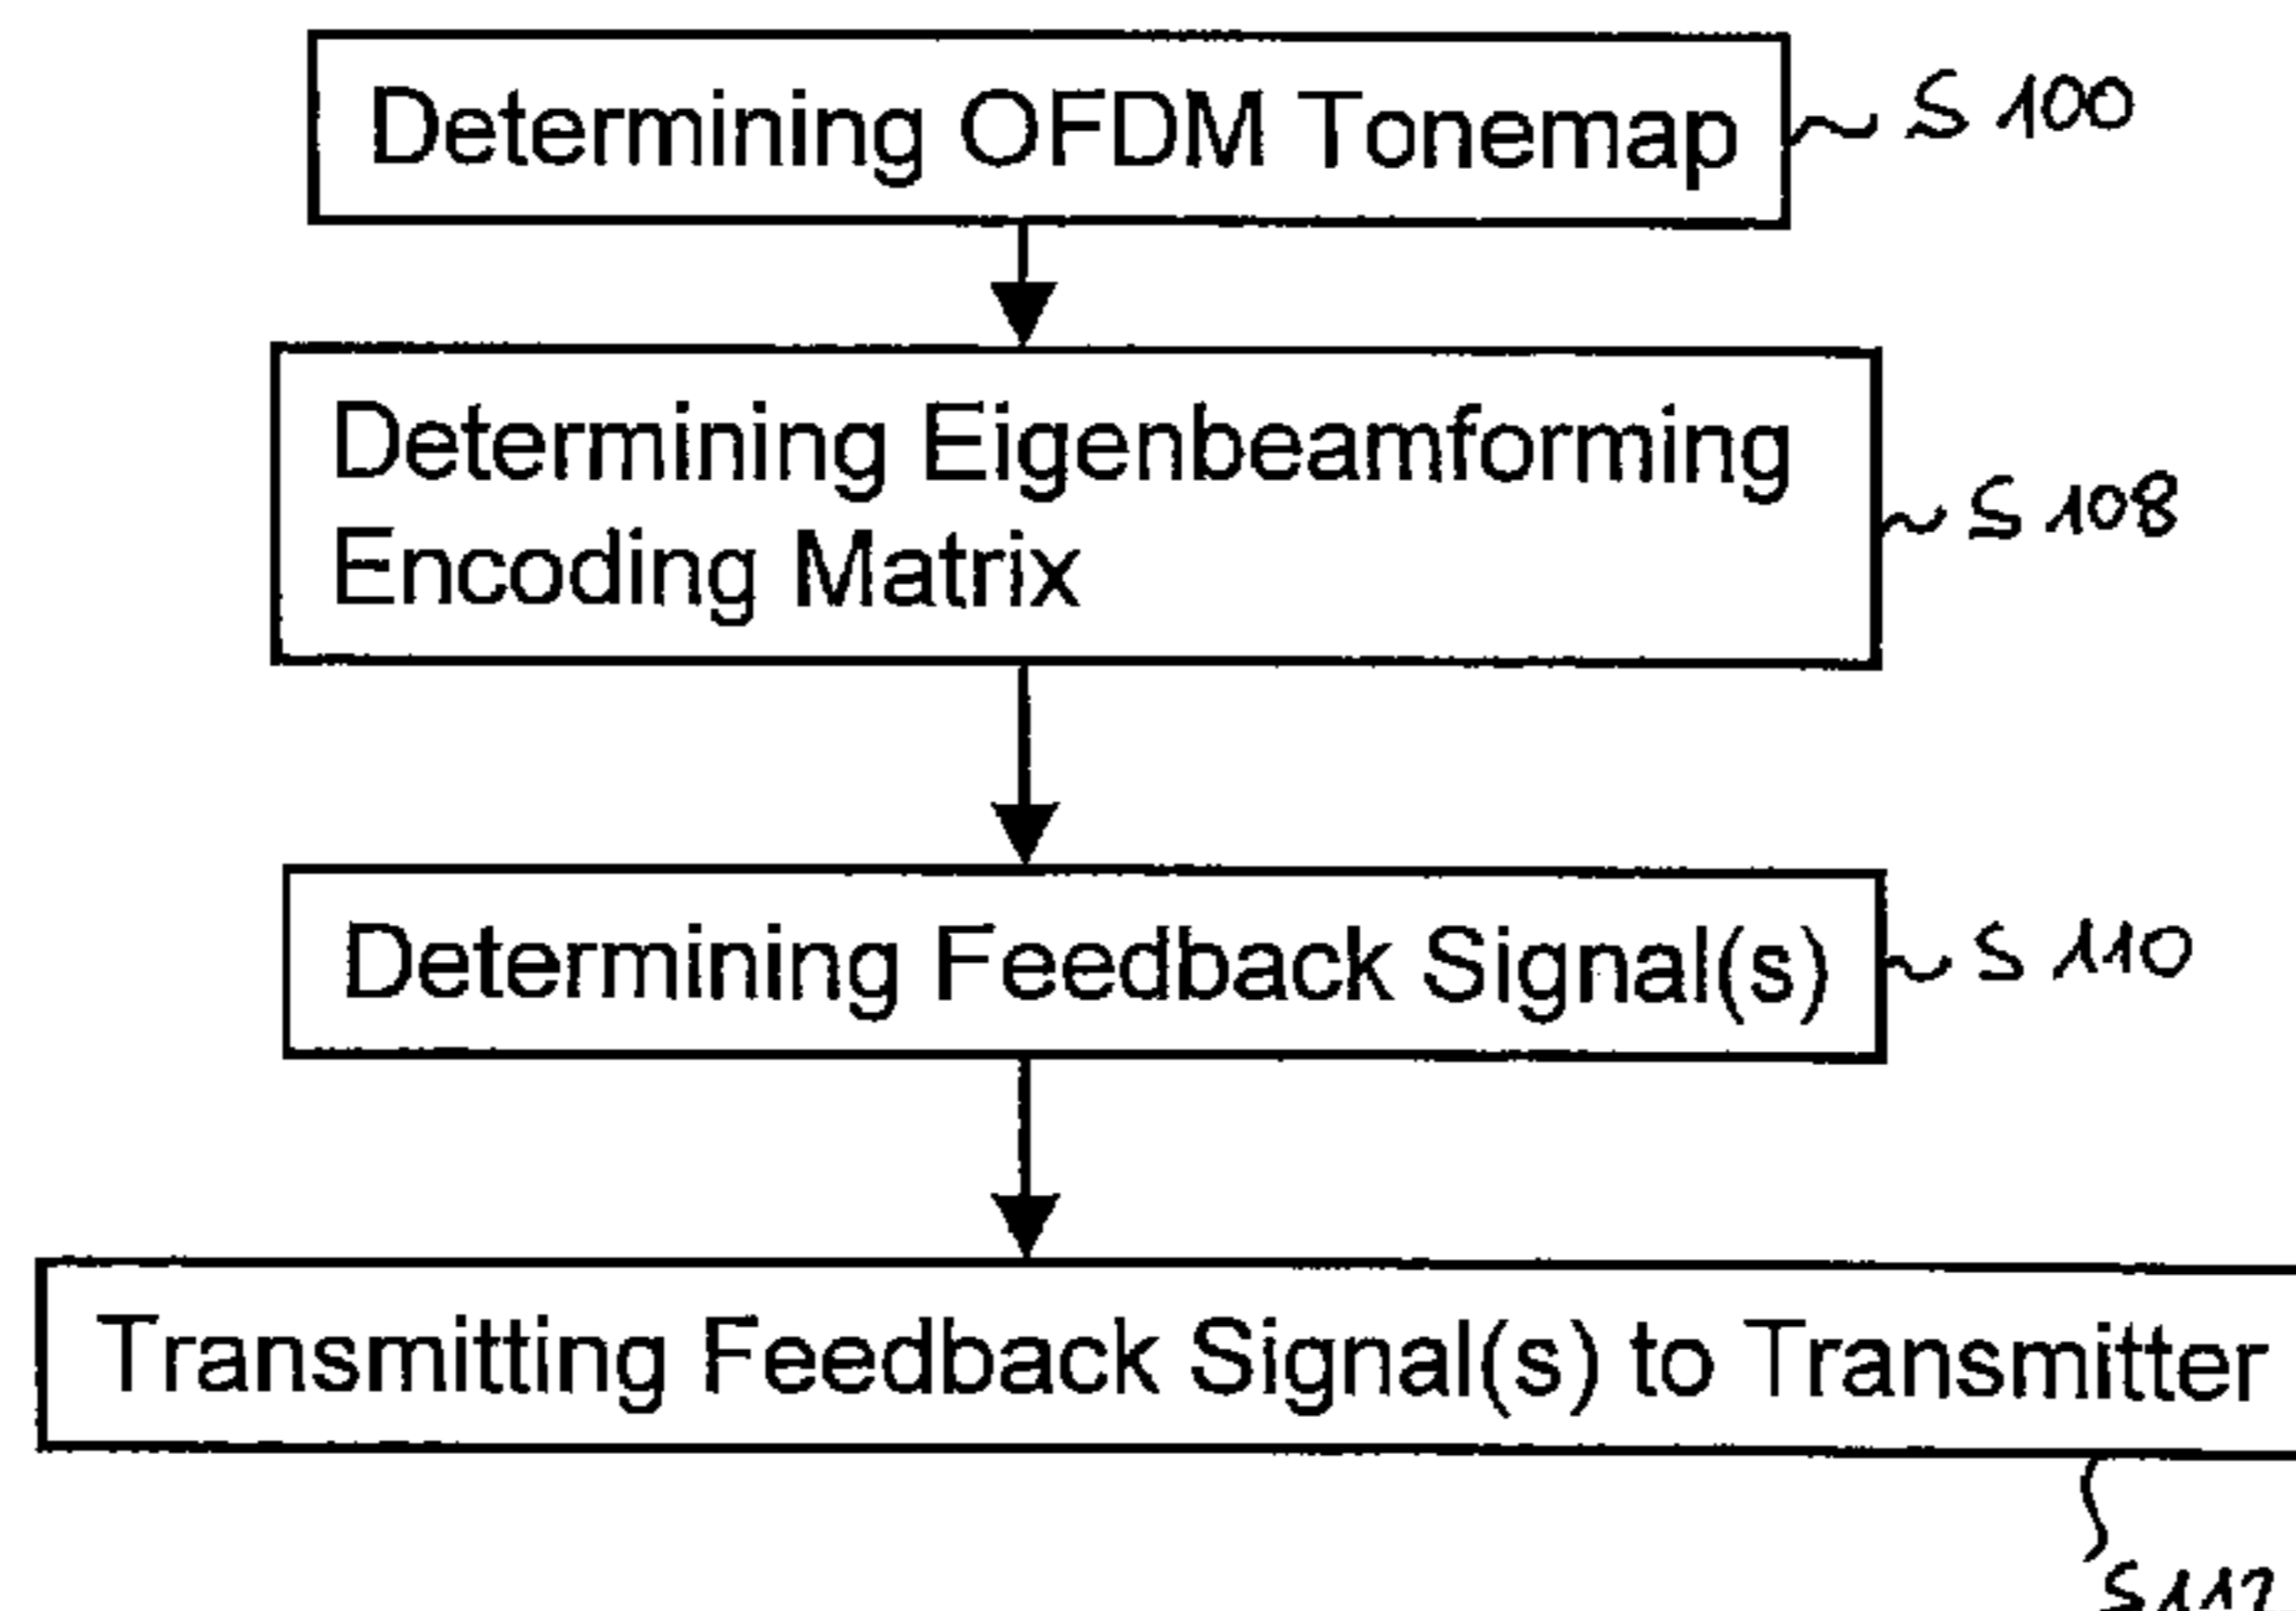 Determining OFDM Tonemap
S 100
Determining Eigenbeamforming
Encoding Matrix
S 108
Determining Feedback Signal(s)
S 110
Transmitting Feedback Signal(s) to Transmitter